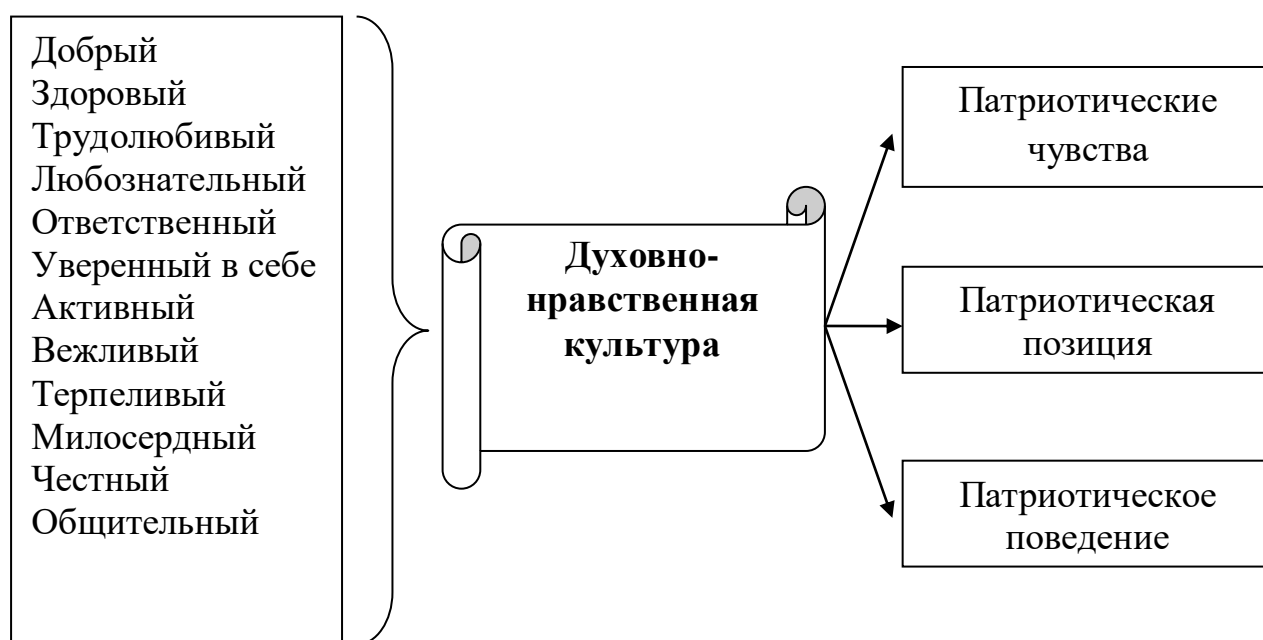 Добрый
Здоровый
Трудолюбивый
Любознательный
Ответственный
Уверенный в себе
Активный
Вежливый
Терпеливый
Милосердный
Честный
Общительный
Духовно-
нравственная
культура
Патриотические
чувства
Патриотическая
позиция
Патриотическое
поведение